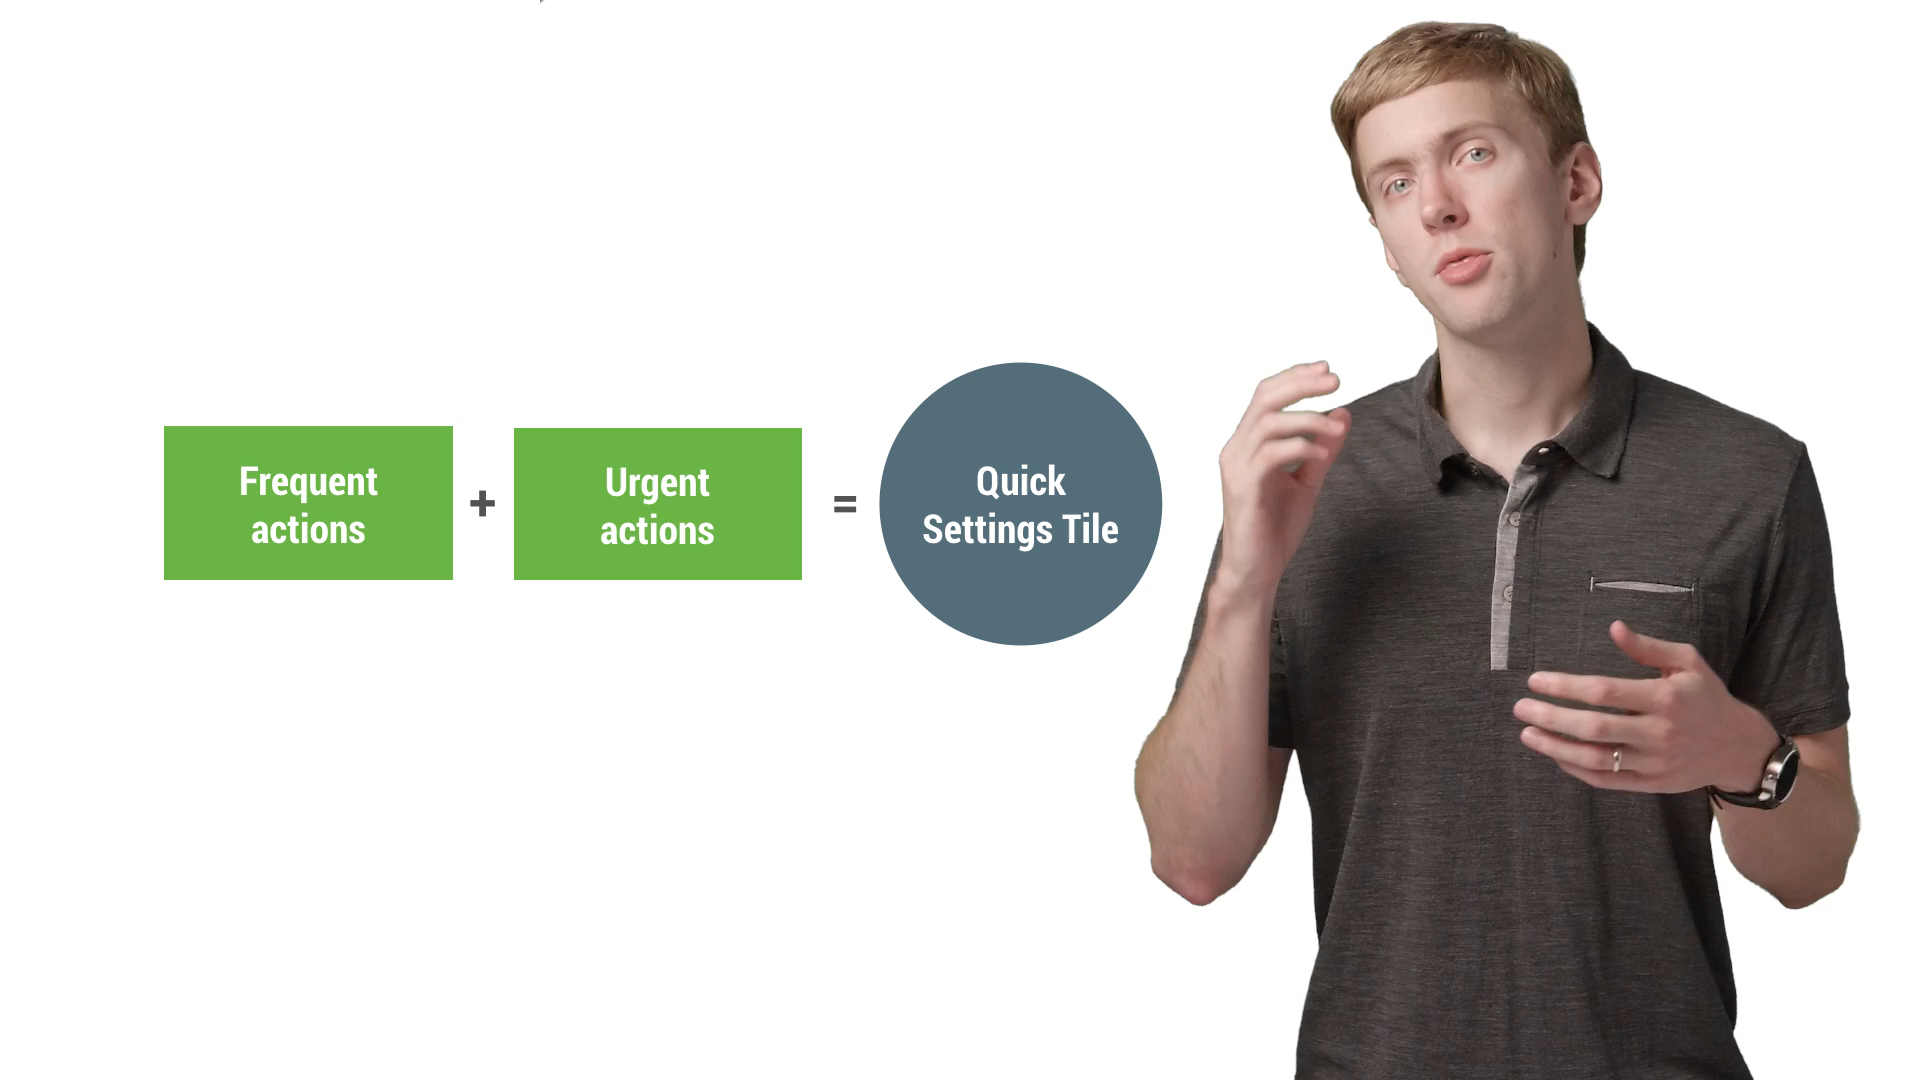 Frequent
actions
+
Urgent
actions
=
Quick
Settings Tile